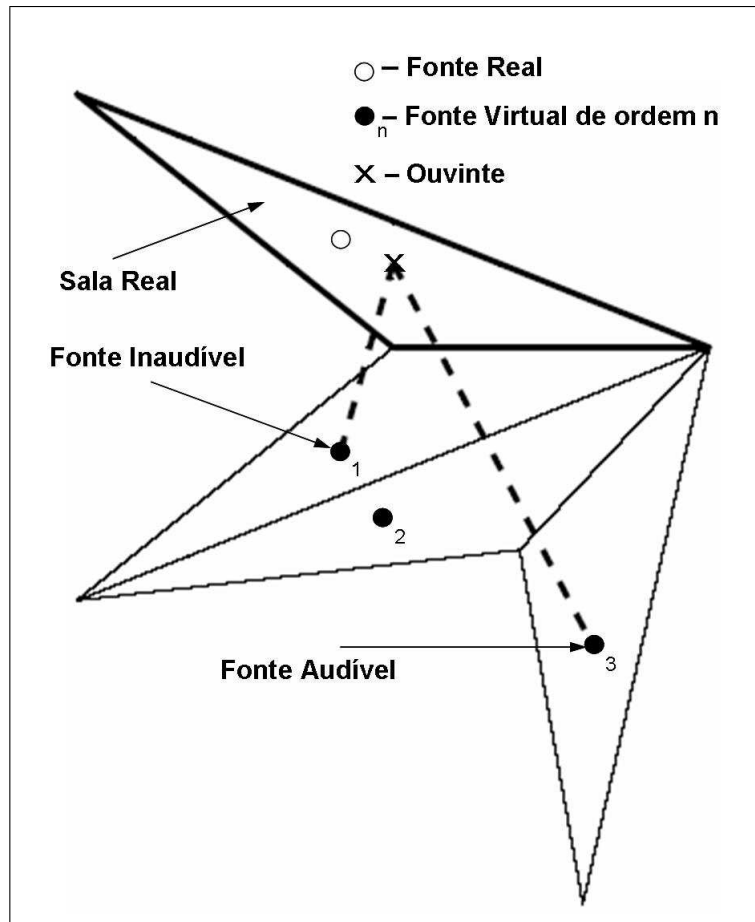 – Fonte Real
n – Fonte Virtual de ordem n
– Ouvinte
Sala Real
Fonte Inaudível
1
2
Fonte Audível
3